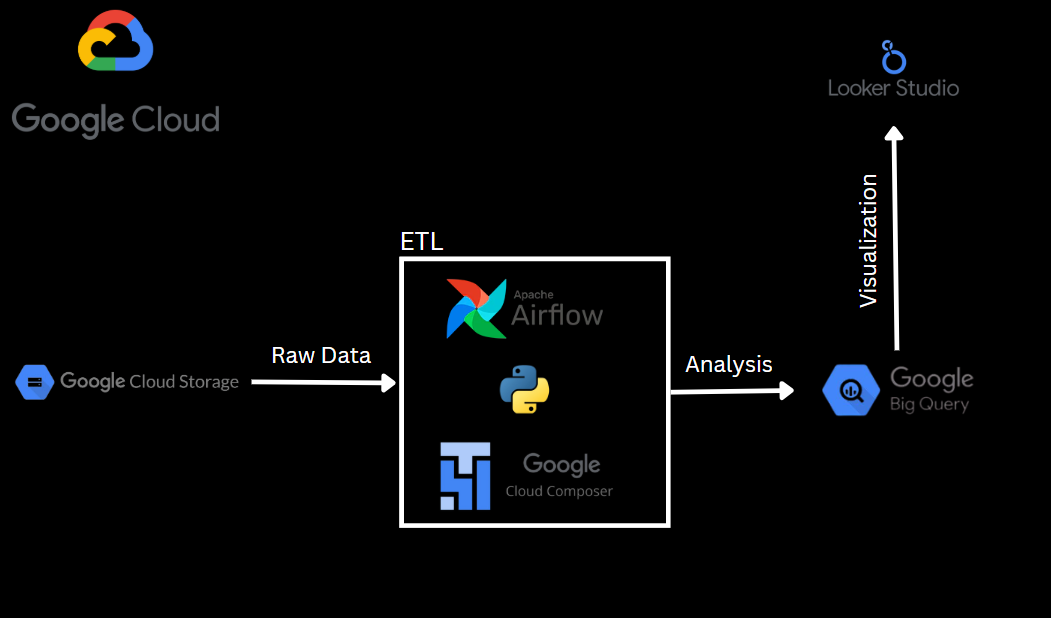 Google Cloud
Looker Studio
Visualization
ETL
Apache
Airflow
Raw Data
Google Cloud Storage
Analysis
Google
Big Query
Google
Cloud Composer